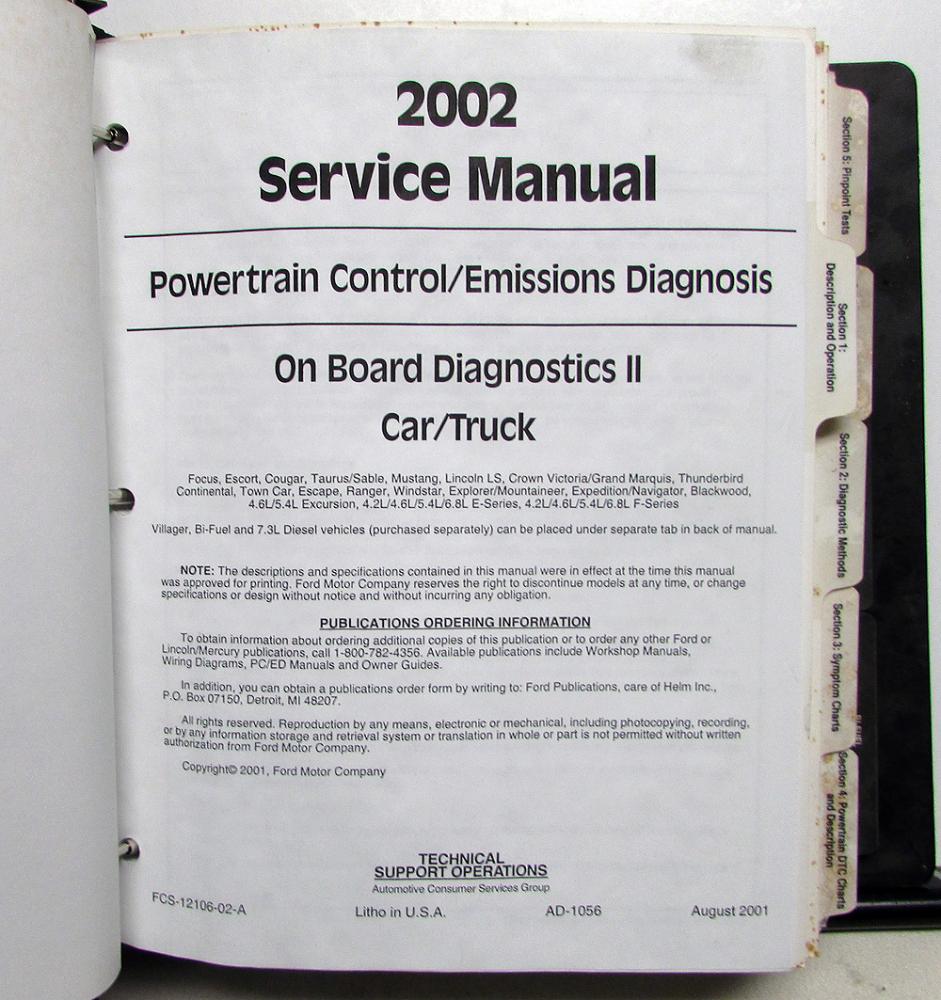 2002
Service Manual
Powertrain Control/Emissions Diagnosis
On Board Diagnostics II
Car/Truck
Focus, Escort, Cougar, Taurus/Sable, Mustang, Lincoln LS, Crown Victoria/Grand Marquis, Thunderbird
Continental, Town Car, Escape, Ranger, Windstar, Explorer/Mountaineer, Expedition/Navigator, Blackwood,
4.6L/5.4L Excursion, 4.2L/4.6L/5.4L/6.8L E-Series, 4.2L/4.6L/5.4L/6.8L F-Series
Villager, Bi-Fuel and 7.3L Diesel vehicles (purchased separately) can be placed under separate tab in back of manual.
NOTE: The descriptions and specifications contained in this manual were in effect at the time this manual
was approved for printing. Ford Motor Company reserves the right to discontinue models at any time, or change
specifications or design without notice and without incurring any obligation.
PUBLICATIONS ORDERING INFORMATION
To obtain information about ordering additional copies of this publication or to order any other Ford or
Lincoln/Mercury publications, call 1-800-782-4356. Available publications include Workshop Manuals,
Wiring Diagrams, PC/ED Manuals and Owner Guides.
In addition, you can obtain a publications order form by writing to: Ford Publications, care of Helm Inc.,
P.O. Box 07150, Detroit, MI 48207.
All rights reserved. Reproduction by any means, electronic or mechanical, including photocopying, recording,
or by any information storage and retrieval system or translation in whole or part is not permitted without written
authorization from Ford Motor Company.
Copyright© 2001, Ford Motor Company
TECHNICAL
SUPPORT OPERATIONS
Automotive Consumer Services Group
FCS-12106-02-A
Litho in U.S.A.
AD-1056
August 2001
Section 5: Pinpoint Tests
Section 1:
Description and Operation
Section 2: Diagnostic Methods
Section 3: Symptom Charts
Section 4: Powertrain DTC Charts
and Description